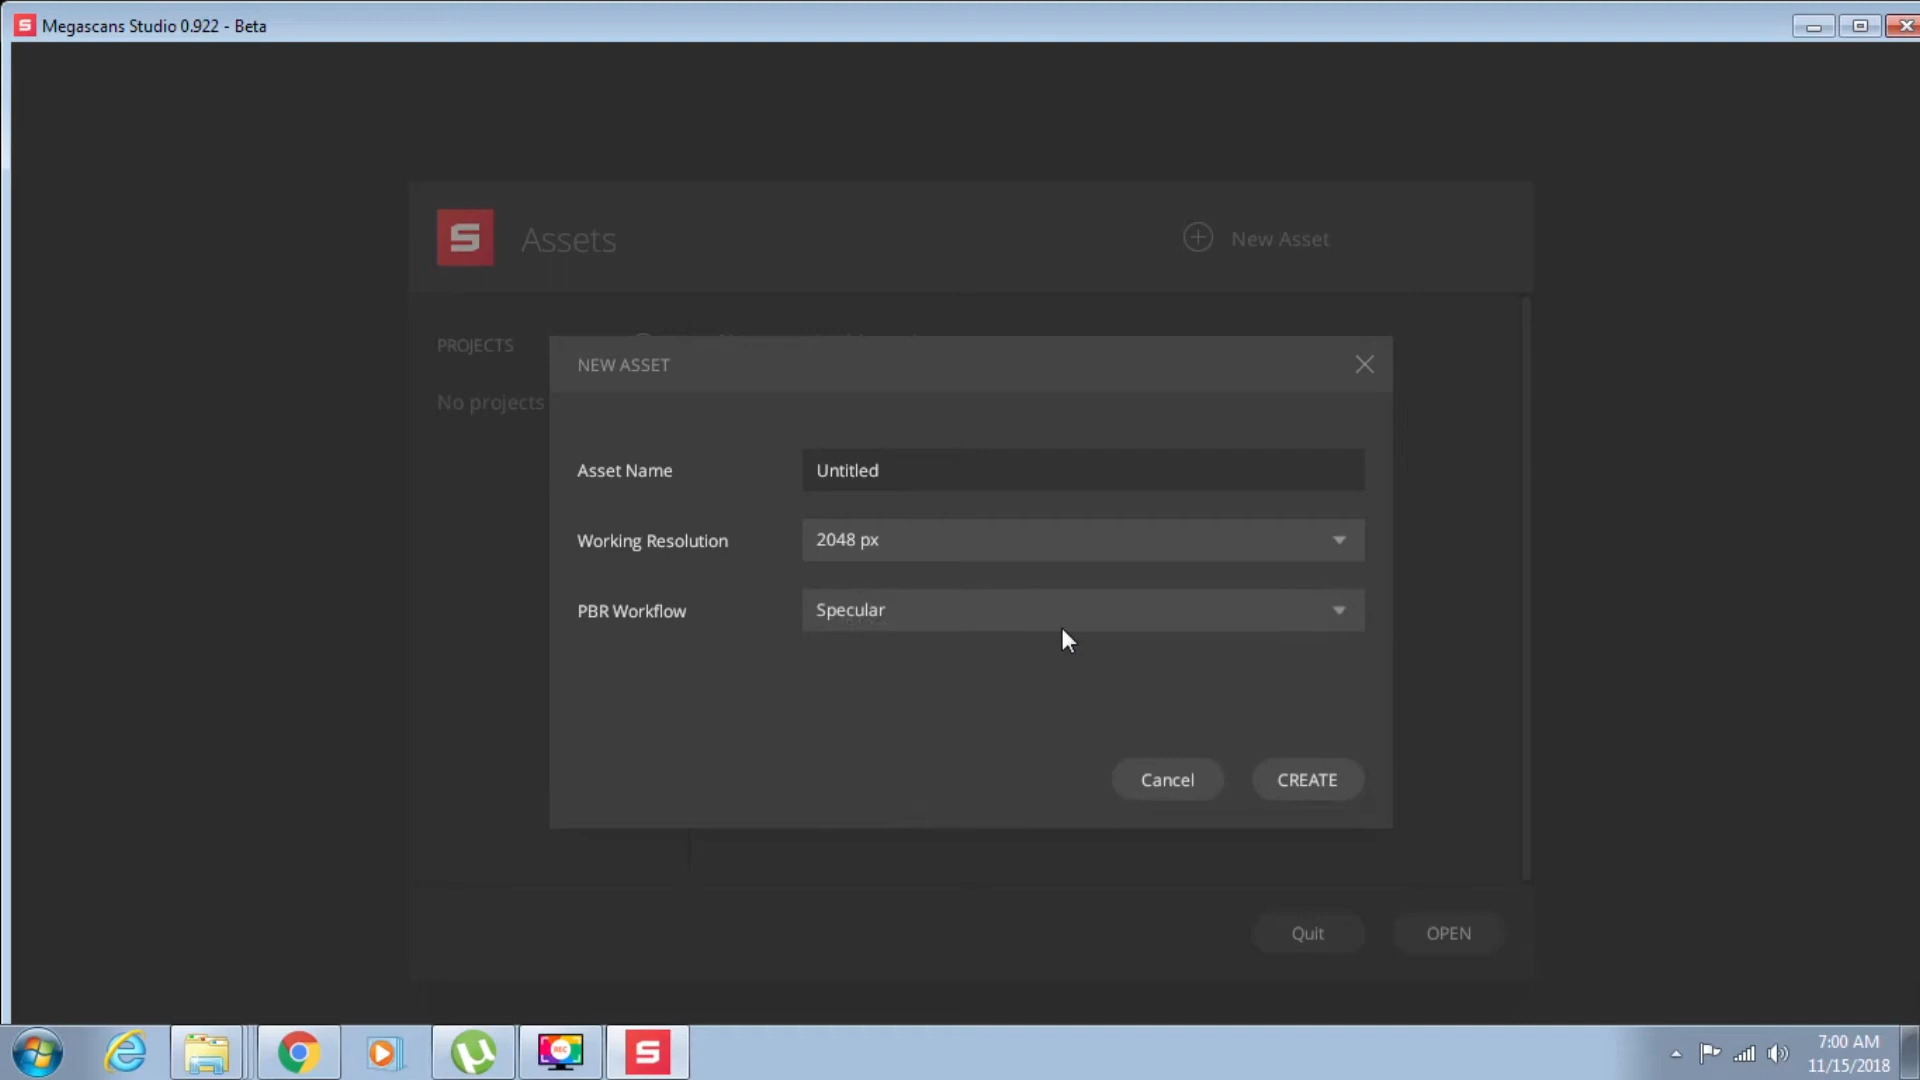 Megascans Studio 0.922 - Beta
Assets
New Asset
PROJECTS
No projects
NEW ASSET
Asset Name
Untitled
Working Resolution
2048 px
PBR Workflow
Specular
Cancel
CREATE
Quit
OPEN
REC
7:00 AM
11/15/2018